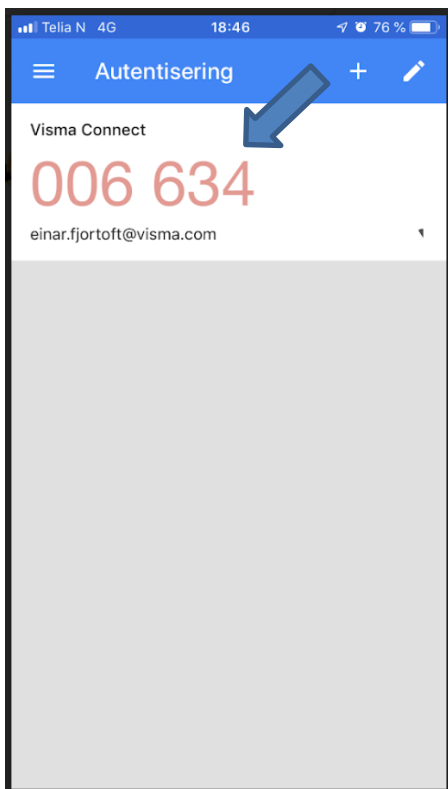 Telia N 4G 18:46 76 %
Autentisering
Visma Connect
006 634
einar.fjortoft@visma.com